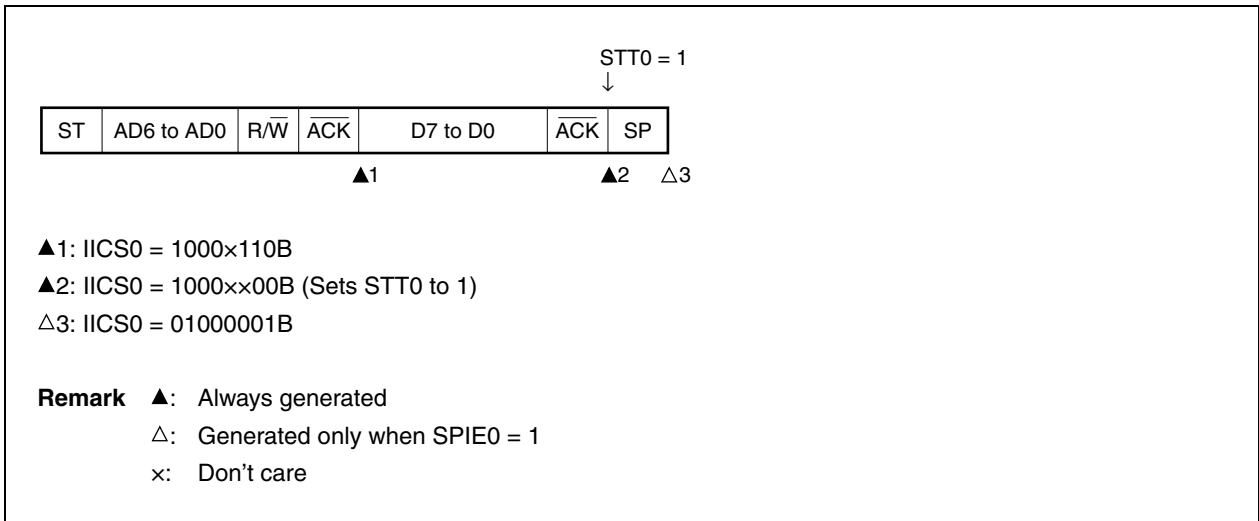 STT0 = 1
↓
ST AD6 to AD0 R/W̅ A̅C̅K̅ D7 to D0 A̅C̅K̅ SP
▲1 ▲2 △3
▲1: IICS0 = 1000×110B
▲2: IICS0 = 1000××00B (Sets STT0 to 1)
△3: IICS0 = 01000001B
Remark ▲: Always generated
△: Generated only when SPIE0 = 1
×: Don't care